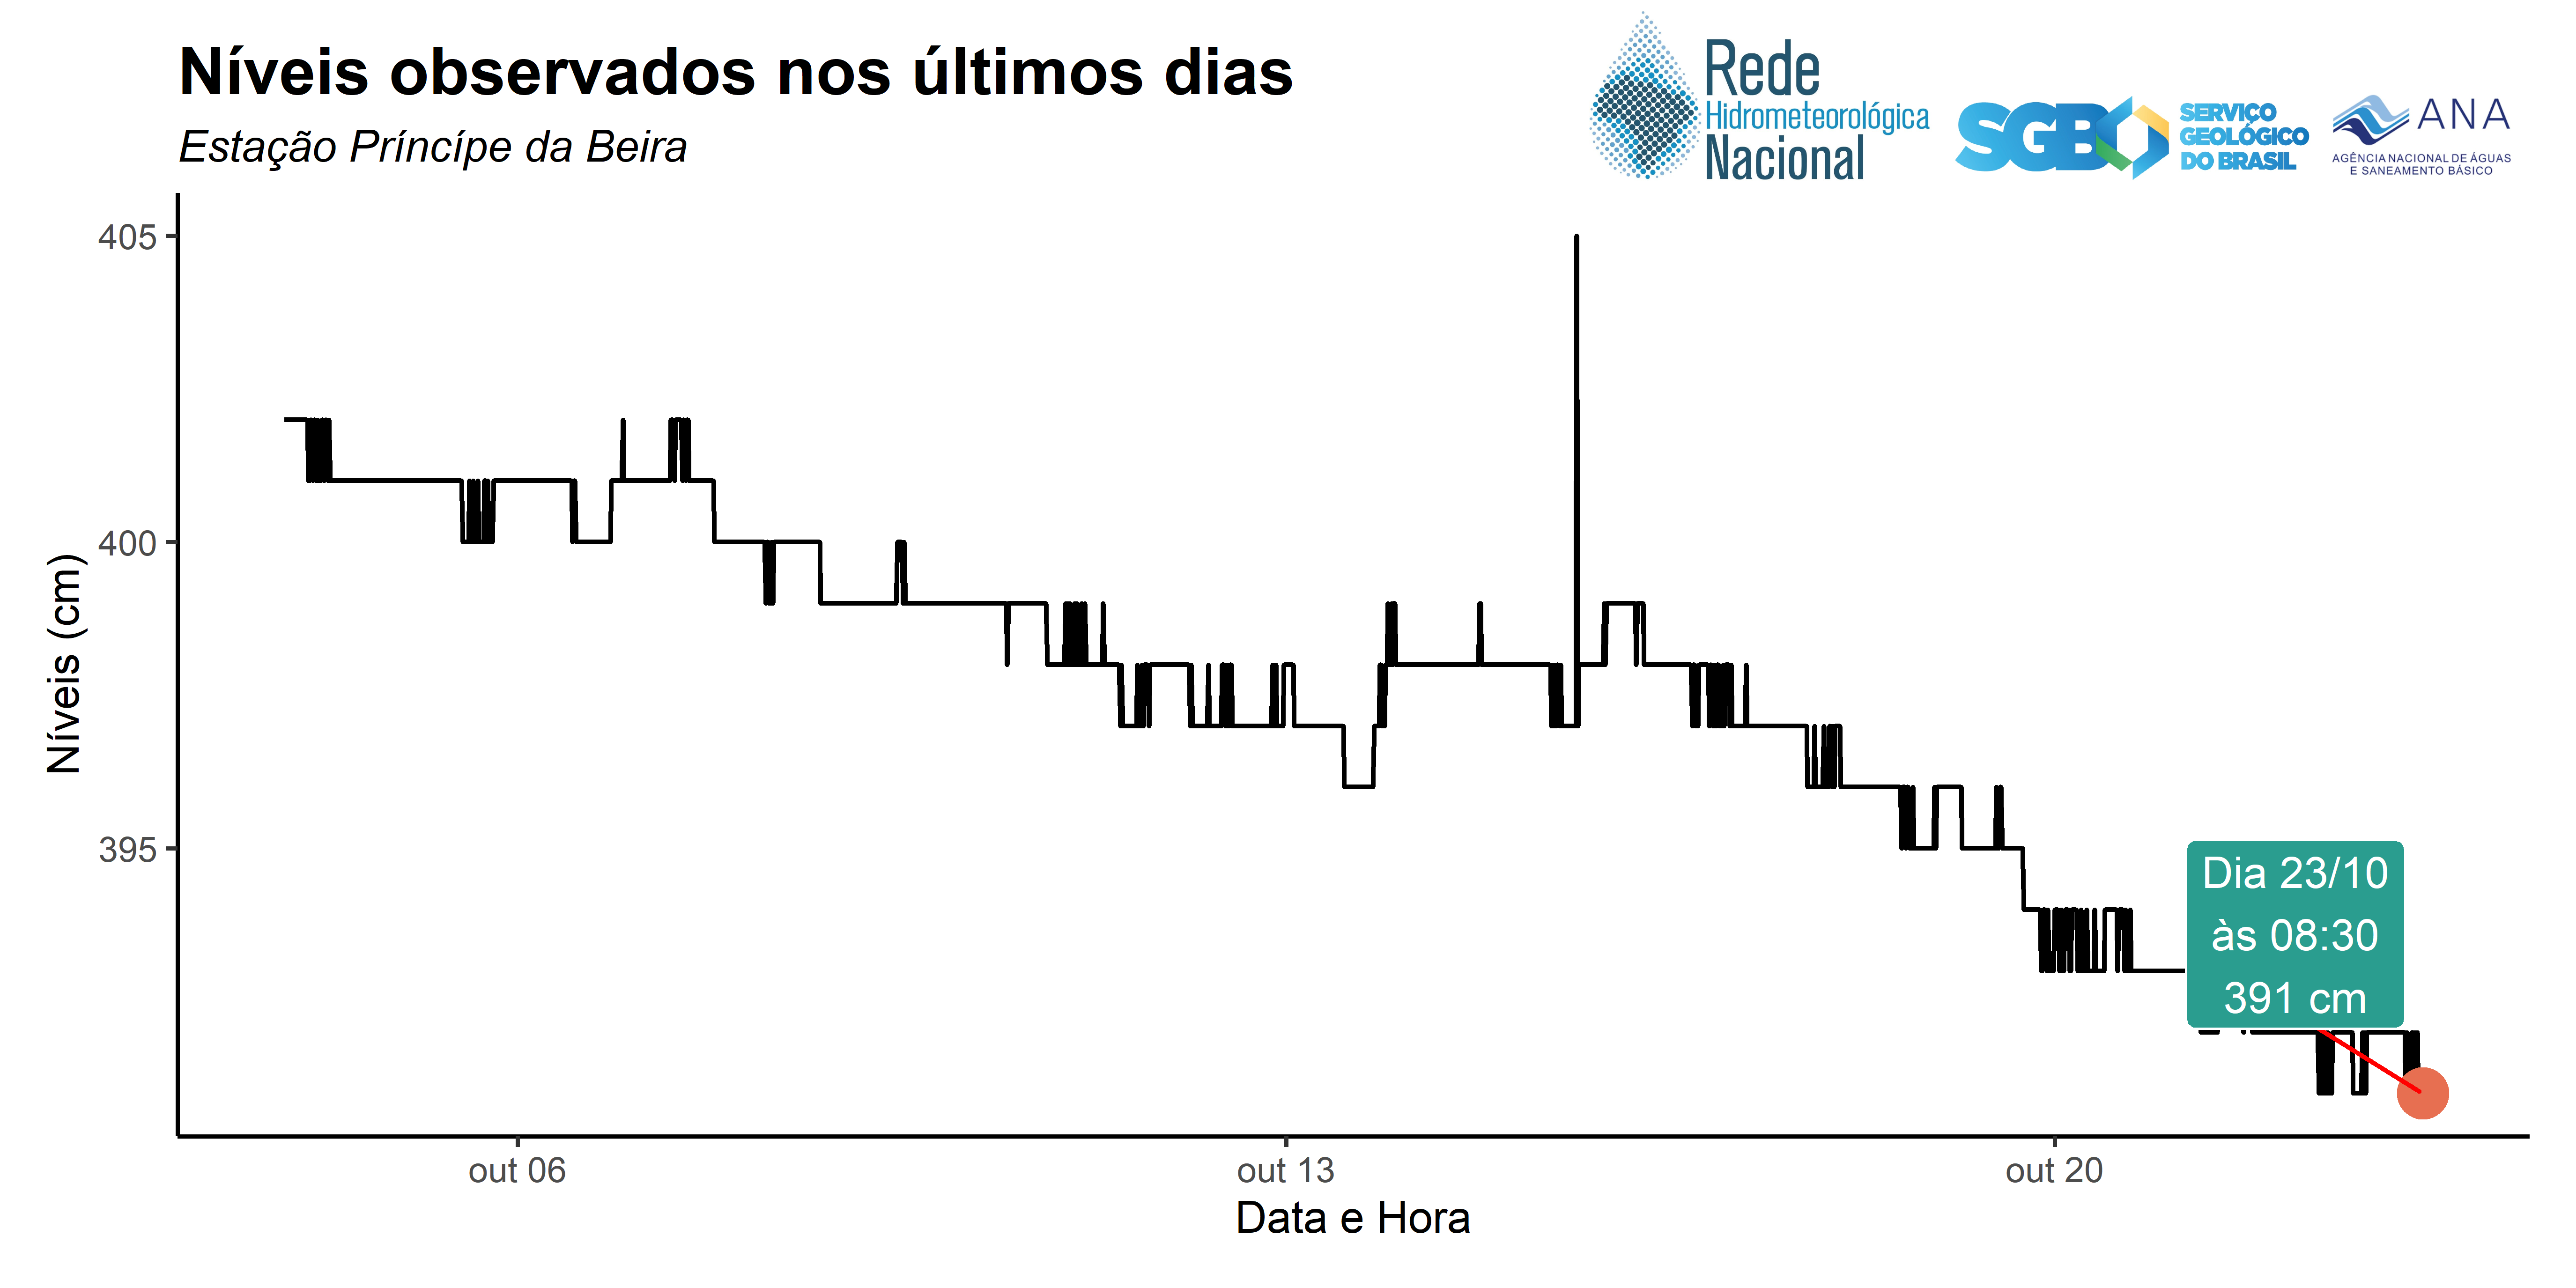 Níveis observados nos últimos dias
Estação Príncípe da Beira
Rede
Hidrometeorológica
Nacional
SGB
SERVIÇO
GEOLÓGICO
DO BRASIL
ANA
AGÊNCIA NACIONAL DE ÁGUAS
E SANEAMENTO BÁSICO
405
400
395
Níveis (cm)
Dia 23/10
às 08:30
391 cm
out 06
out 13
out 20
Data e Hora